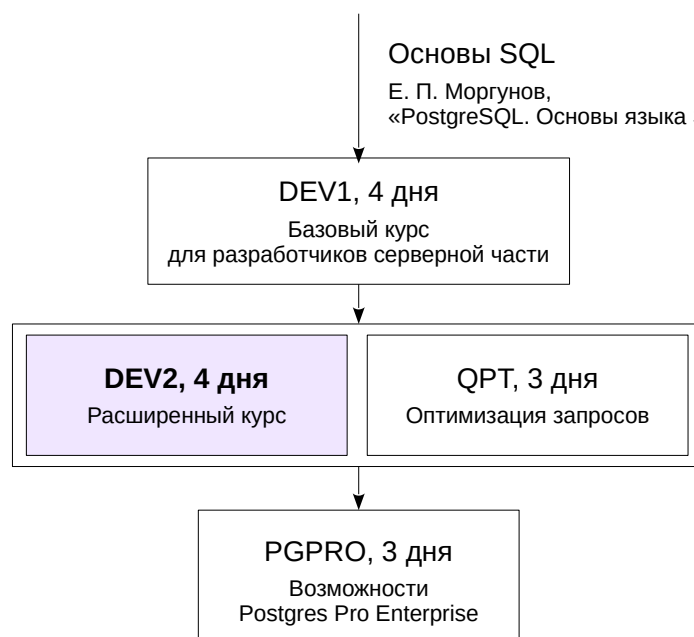 Основы SQL
Е. П. Моргунов,
«PostgreSQL. Основы языка
DEV1, 4 дня
Базовый курс
для разработчиков серверной части
DEV2, 4 дня
Расширенный курс
QPT, 3 дня
Оптимизация запросов
PGPRO, 3 дня
Возможности
Postgres Pro Enterprise